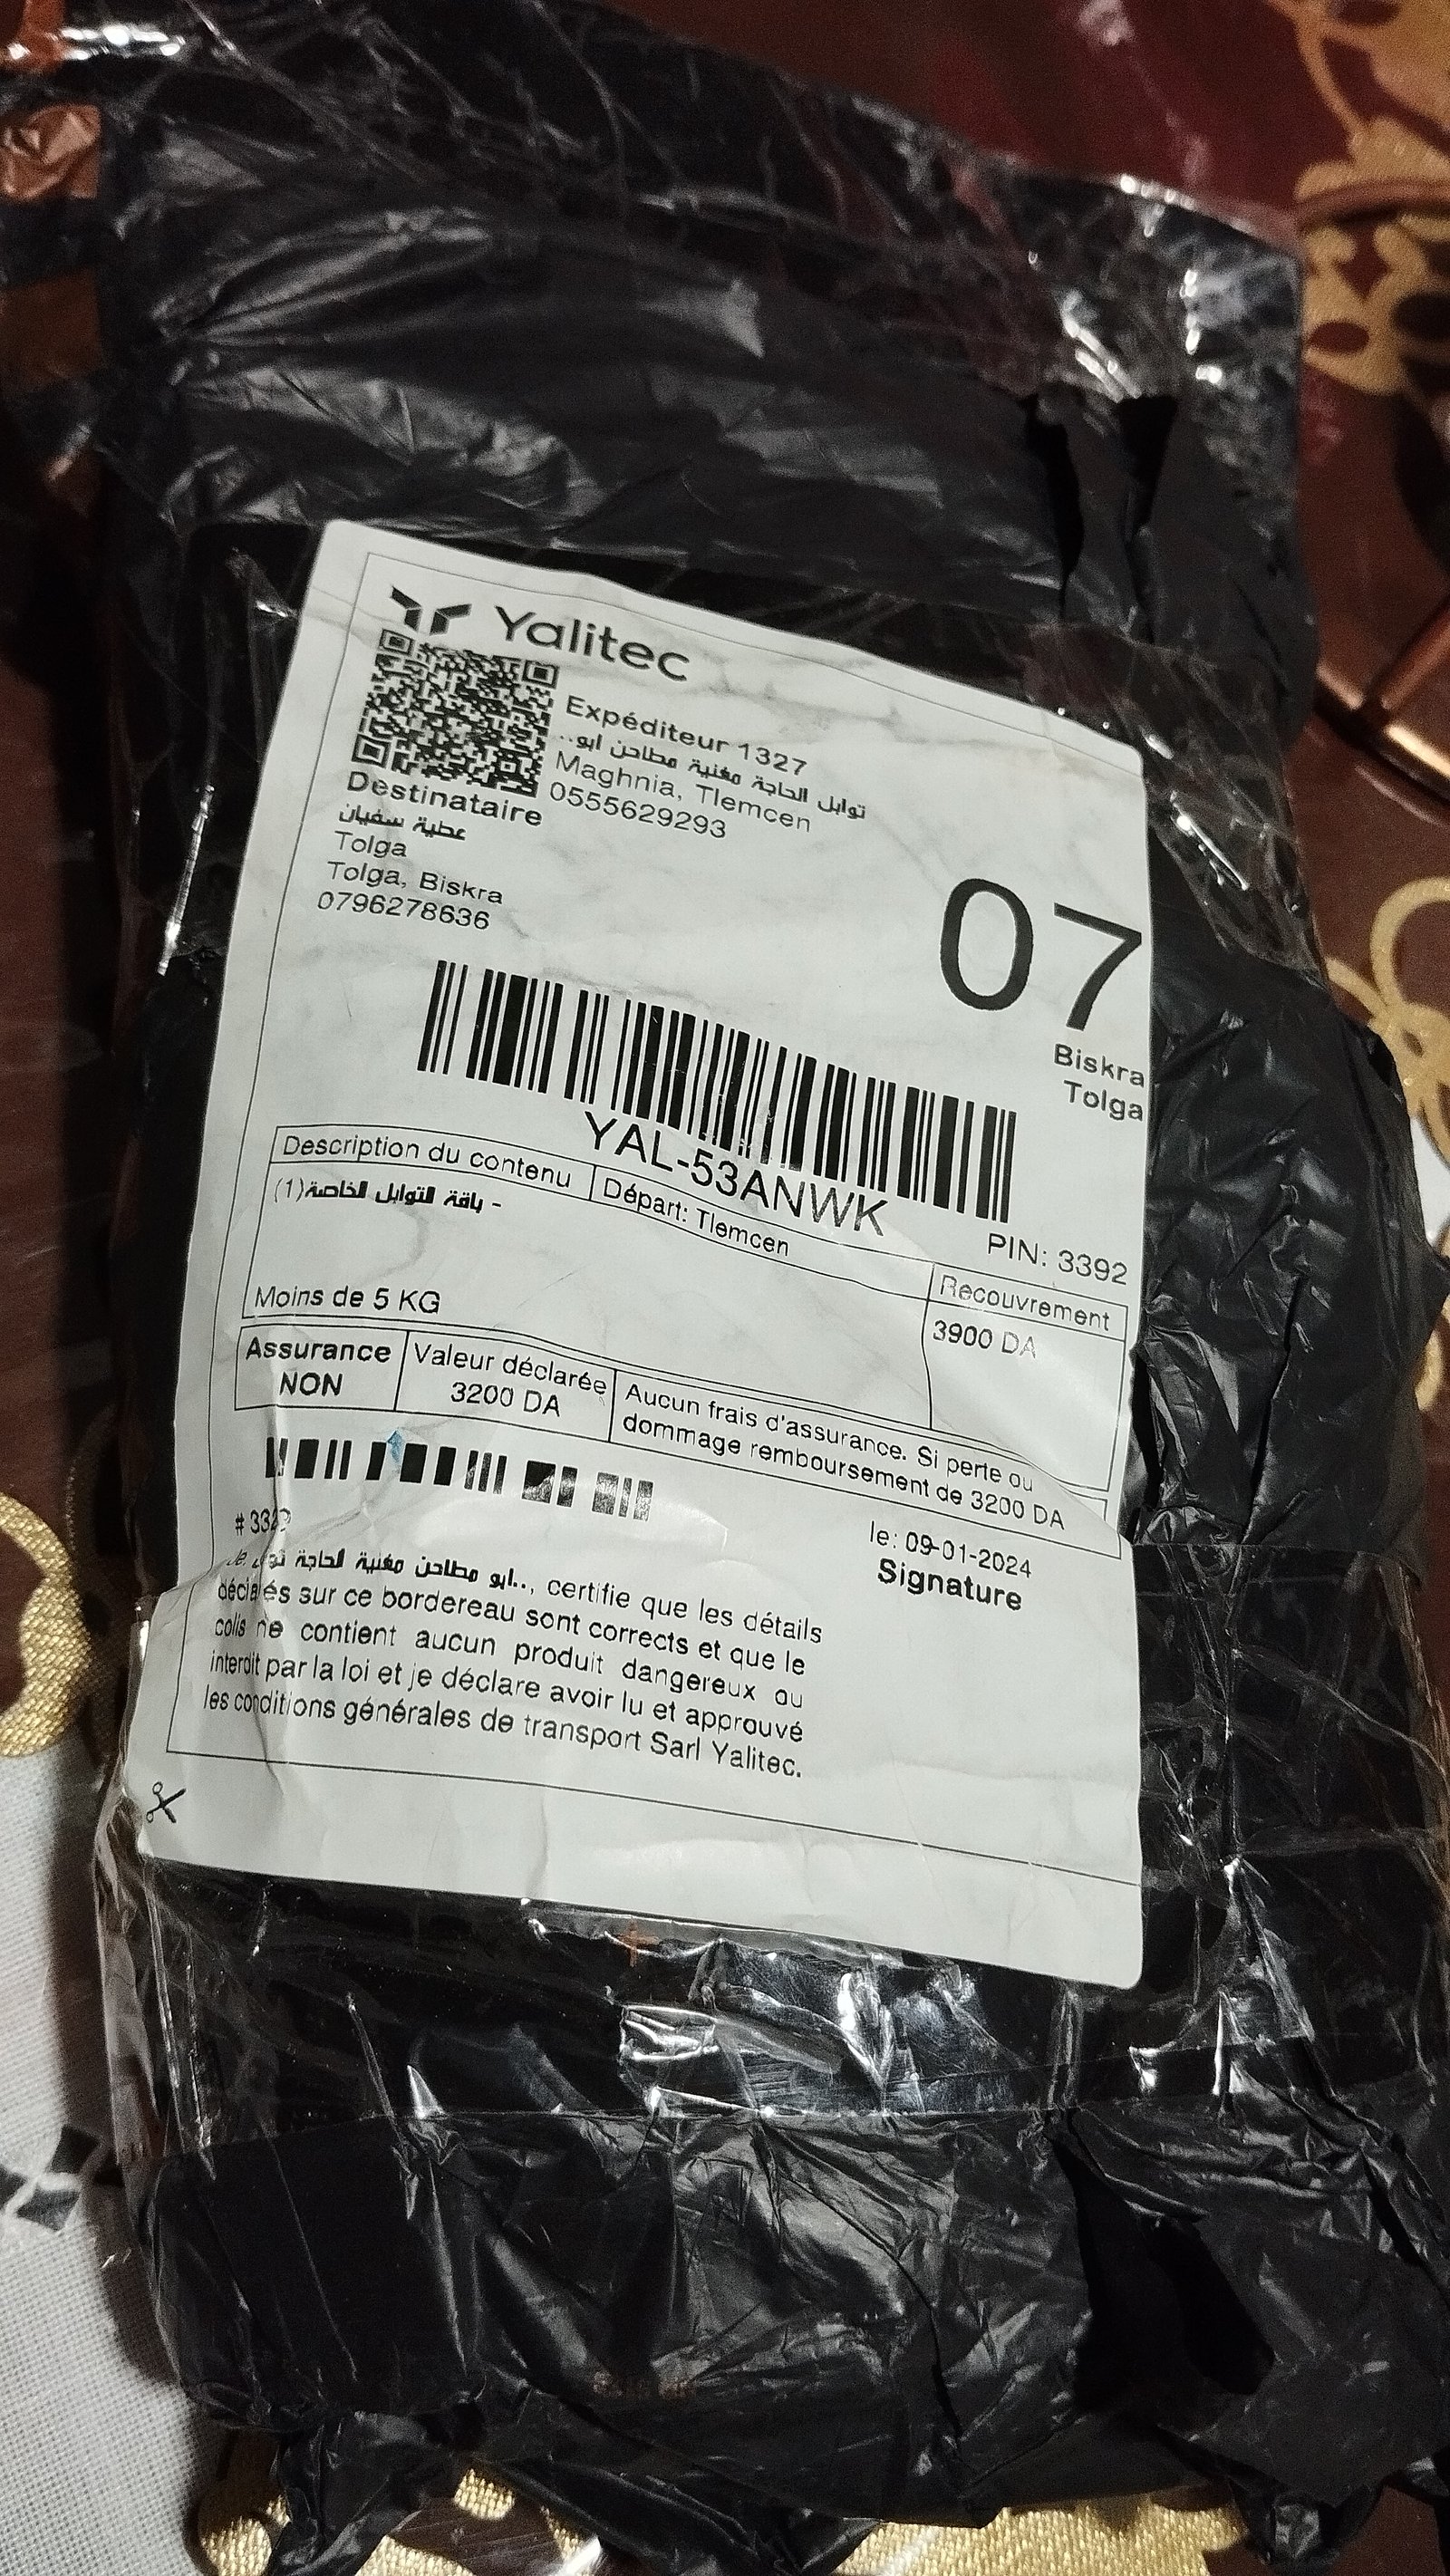 Yalitec
Expéditeur 1327
توابل الحاجة مغنية مطاحن ابو..
Maghnia, Tlemcen
0555629293
Destinataire
عطية سفيان
Tolga
Tolga, Biskra
0796278636
07
Biskra
Tolga
YAL-53ANWK
PIN: 3392
Description du contenu
Départ: Tlemcen
Recouvrement
- باقة التوابل الخاصة(1)
3900 DA
Moins de 5 KG
Assurance
NON
Valeur déclarée
3200 DA
Aucun frais d'assurance. Si perte ou
dommage remboursement de 3200 DA
le: 09-01-2024
Signature
ابو مطاحن مغنية الحاجة.., certifie que les détails
déclarés sur ce bordereau sont corrects et que le
colis ne contient aucun produit dangereux ou
interdit par la loi et je déclare avoir lu et approuvé
les conditions générales de transport Sarl Yalitec.